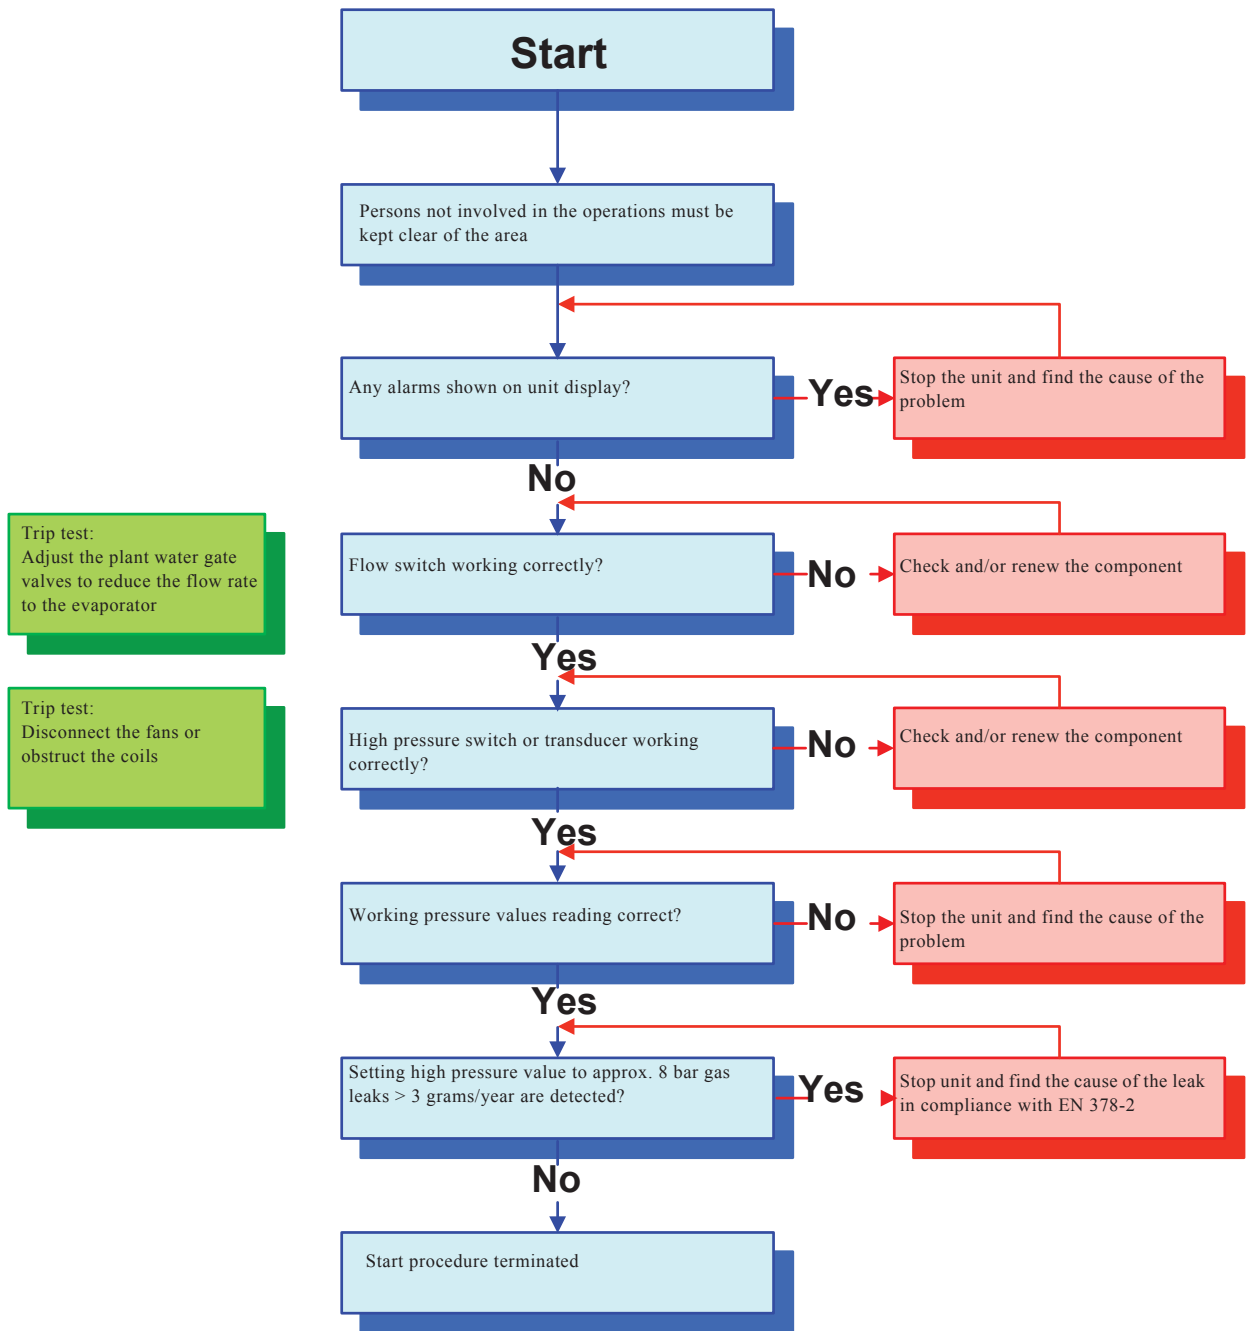 Start
Persons not involved in the operations must be
kept clear of the area
Any alarms shown on unit display?
Yes
Stop the unit and find the cause of the
problem
No
Trip test:
Adjust the plant water gate
valves to reduce the flow rate
to the evaporator
Flow switch working correctly?
No
Check and/or renew the component
Yes
Trip test:
Disconnect the fans or
obstruct the coils
High pressure switch or transducer working
correctly?
No
Check and/or renew the component
Yes
Working pressure values reading correct?
No
Stop the unit and find the cause of the
problem
Yes
Setting high pressure value to approx. 8 bar gas
leaks > 3 grams/year are detected?
Yes
Stop unit and find the cause of the leak
in compliance with EN 378-2
No
Start procedure terminated